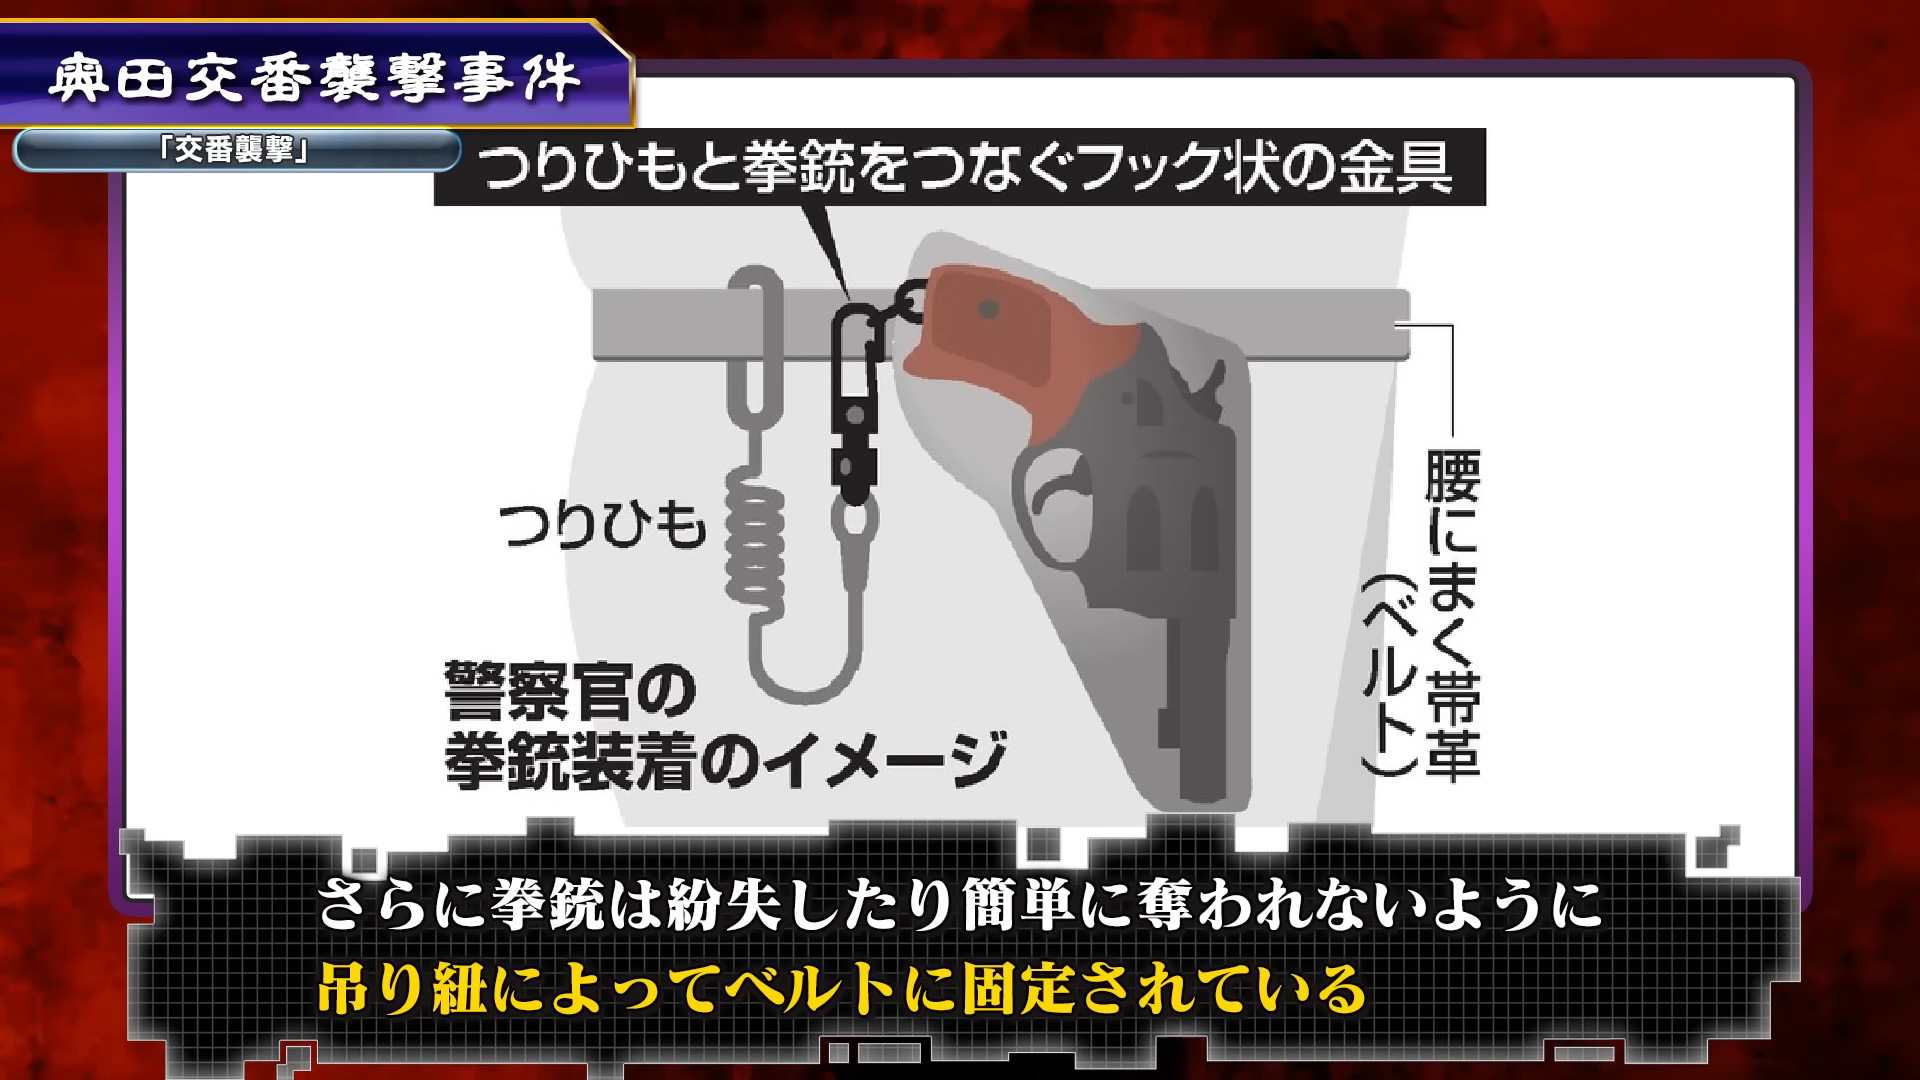 奥田交番襲撃事件
「交番襲撃」
つりひもと拳銃をつなぐフック状の金具
つりひも
腰にまく帯革
（ベルト）
警察官の
拳銃装着のイメージ
さらに拳銃は紛失したり簡単に奪われないように
吊り紐によってベルトに固定されている